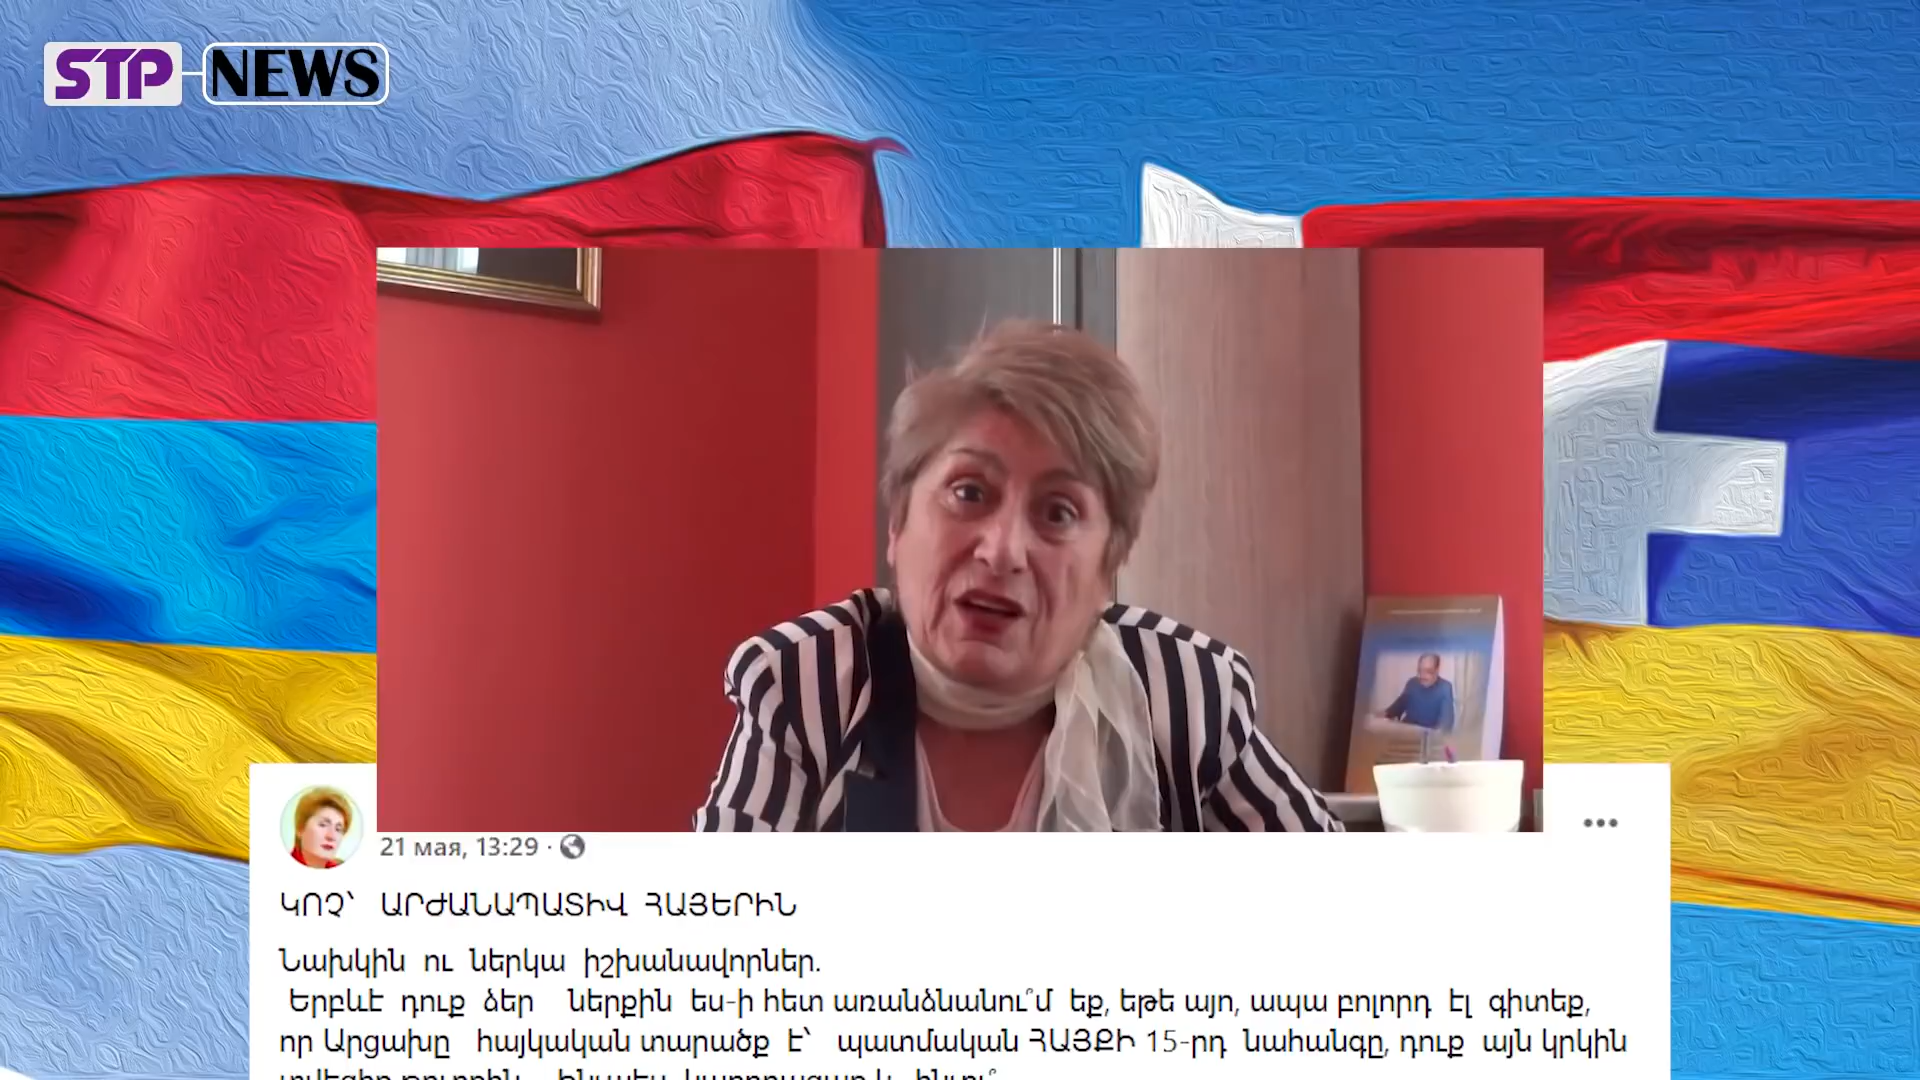 STP NEWS
21 мая, 13:29 ·
ԿՈՉ՝ ԱՐԺԱՆԱՊԱՏԻՎ ՀԱՅԵՐԻՆ
Նախկին ու ներկա իշխանավորներ.
Երբևէ դուք ձեր ներքին ես-ի հետ առանձնանու՞մ եք, եթե այո, ապա բոլորդ էլ գիտեք,
որ Արցախը հայկական տարածք է՝ պատմական ՀԱՅՔԻ 15-րդ նահանգը, դուք այն կրկին